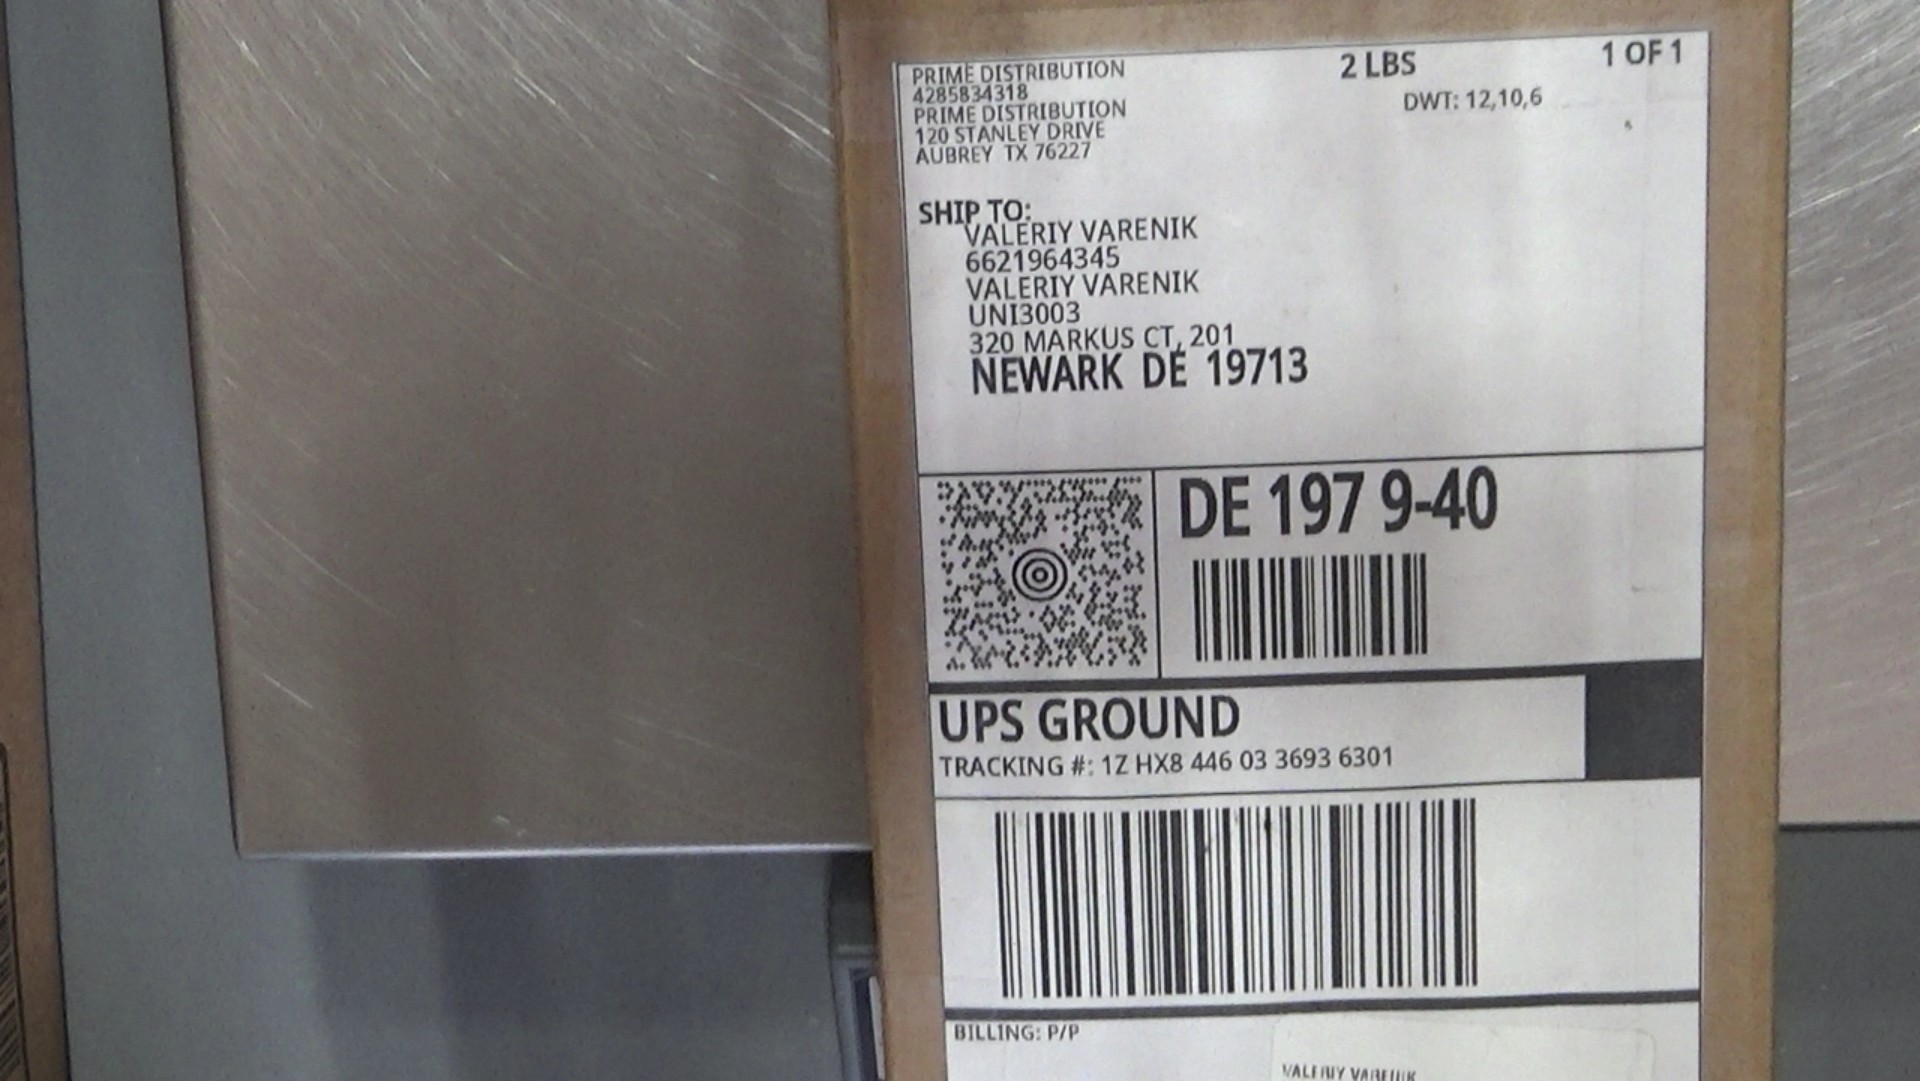 PRIME DISTRIBUTION
4285834318
PRIME DISTRIBUTION
120 STANLEY DRIVE
AUBREY TX 76227
2 LBS
1 OF 1
DWT: 12,10,6
SHIP TO:
VALERIY VARENIK
6621964345
VALERIY VARENIK
UNI3003
320 MARKUS CT, 201
NEWARK DE 19713
DE 197 9-40
UPS GROUND
TRACKING #: 1Z HX8 446 03 3693 6301
BILLING: P/P
VALERIY VARENIK